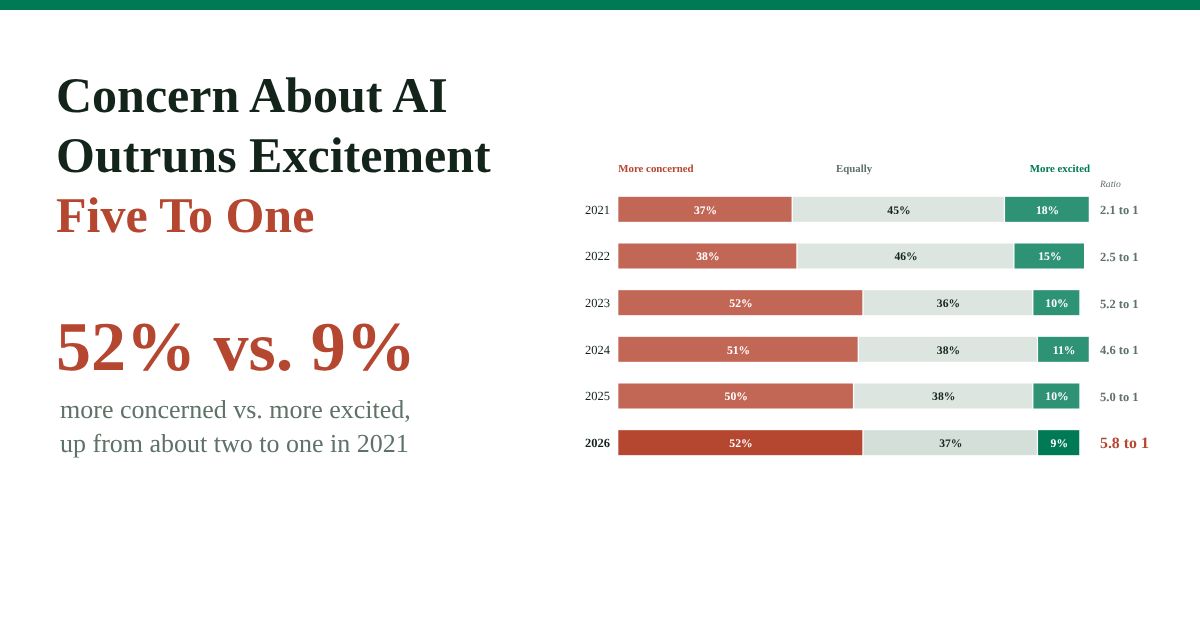 Concern About AI
Outruns Excitement
Five To One
52% vs. 9%
more concerned vs. more excited,
up from about two to one in 2021
More concerned Equally More excited
Ratio
2021 37% 45% 18% 2.1 to 1
2022 38% 46% 15% 2.5 to 1
2023 52% 36% 10% 5.2 to 1
2024 51% 38% 11% 4.6 to 1
2025 50% 38% 10% 5.0 to 1
2026 52% 37% 9% 5.8 to 1